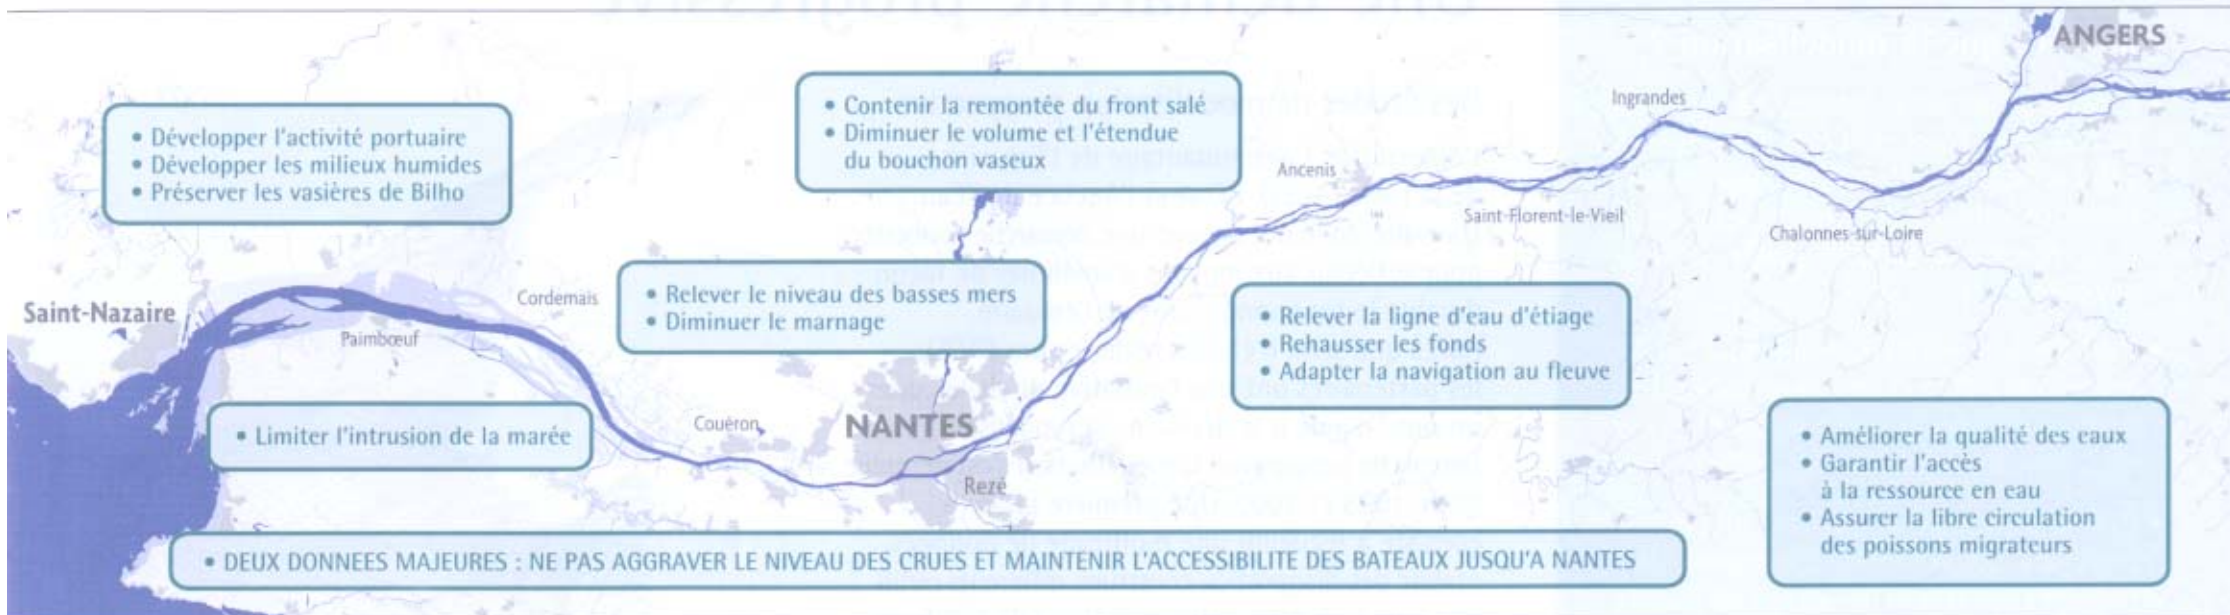 ANGERS
• Développer l'activité portuaire
• Développer les milieux humides
• Préserver les vasières de Bilho
• Contenir la remontée du front salé
• Diminuer le volume et l'étendue
du bouchon vaseux
Ingrandes
Ancenis
Saint-Florent-le-Vieil
Chalonnes-sur-Loire
Saint-Nazaire
Paimbœuf
Cordemais
• Relever le niveau des basses mers
• Diminuer le marnage
• Relever la ligne d'eau d'étiage
• Rehausser les fonds
• Adapter la navigation au fleuve
• Limiter l'intrusion de la marée
Couëron
NANTES
Rezé
• Améliorer la qualité des eaux
• Garantir l'accès
à la ressource en eau
• Assurer la libre circulation
des poissons migrateurs
• DEUX DONNEES MAJEURES : NE PAS AGGRAVER LE NIVEAU DES CRUES ET MAINTENIR L'ACCESSIBILITE DES BATEAUX JUSQU'A NANTES